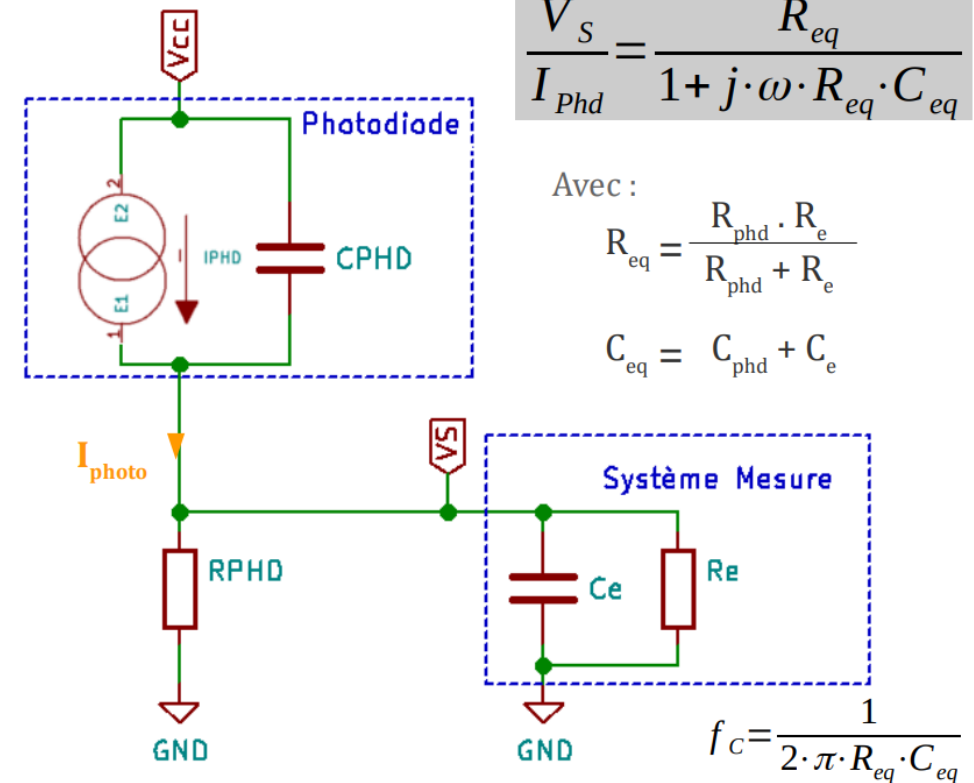 Vcc
V_S / I_Phd = R_eq / (1 + j·ω·R_eq·C_eq)
Photodiode
2
E2
I
IPHD
CPHD
E1
1
Avec :
R_eq = (R_phd . R_e) / (R_phd + R_e)
C_eq = C_phd + C_e
I_photo
VS
Système Mesure
RPHD
Ce
Re
GND
GND
f_C = 1 / (2·π·R_eq·C_eq)